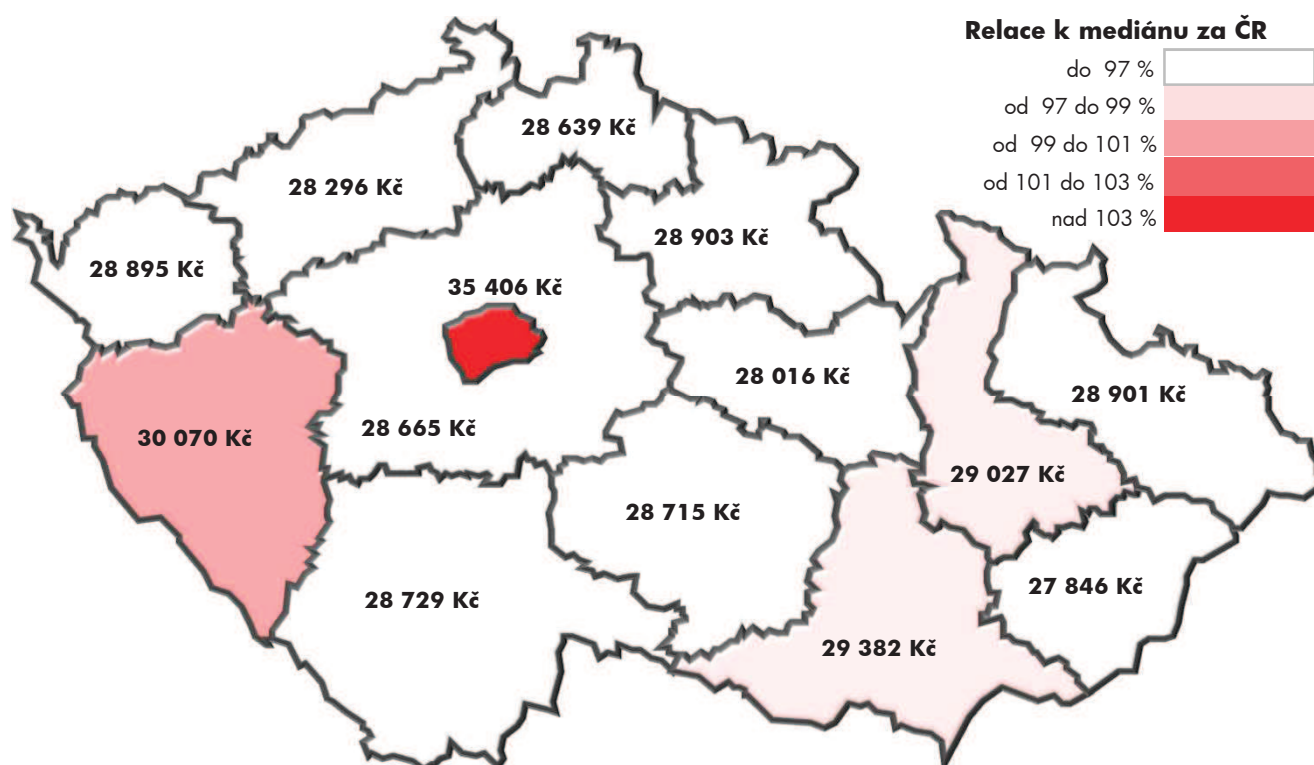 Relace k mediánu za ČR
do 97 %
od 97 do 99 %
od 99 do 101 %
od 101 do 103 %
nad 103 %
28 639 Kč
28 296 Kč
28 903 Kč
28 895 Kč
35 406 Kč
28 016 Kč
28 901 Kč
30 070 Kč
28 665 Kč
29 027 Kč
28 715 Kč
27 846 Kč
28 729 Kč
29 382 Kč